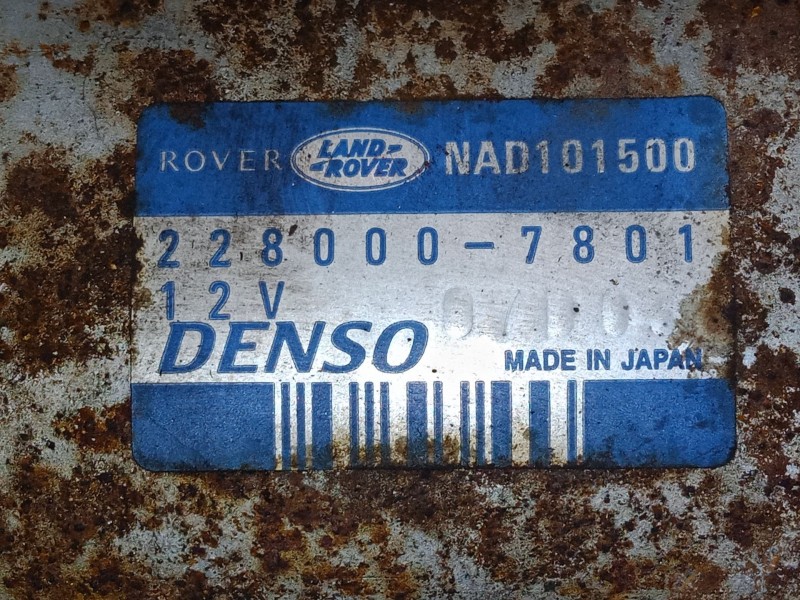 ROVER LAND-ROVER NAD101500
228000-7801
12V
DENSO MADE IN JAPAN